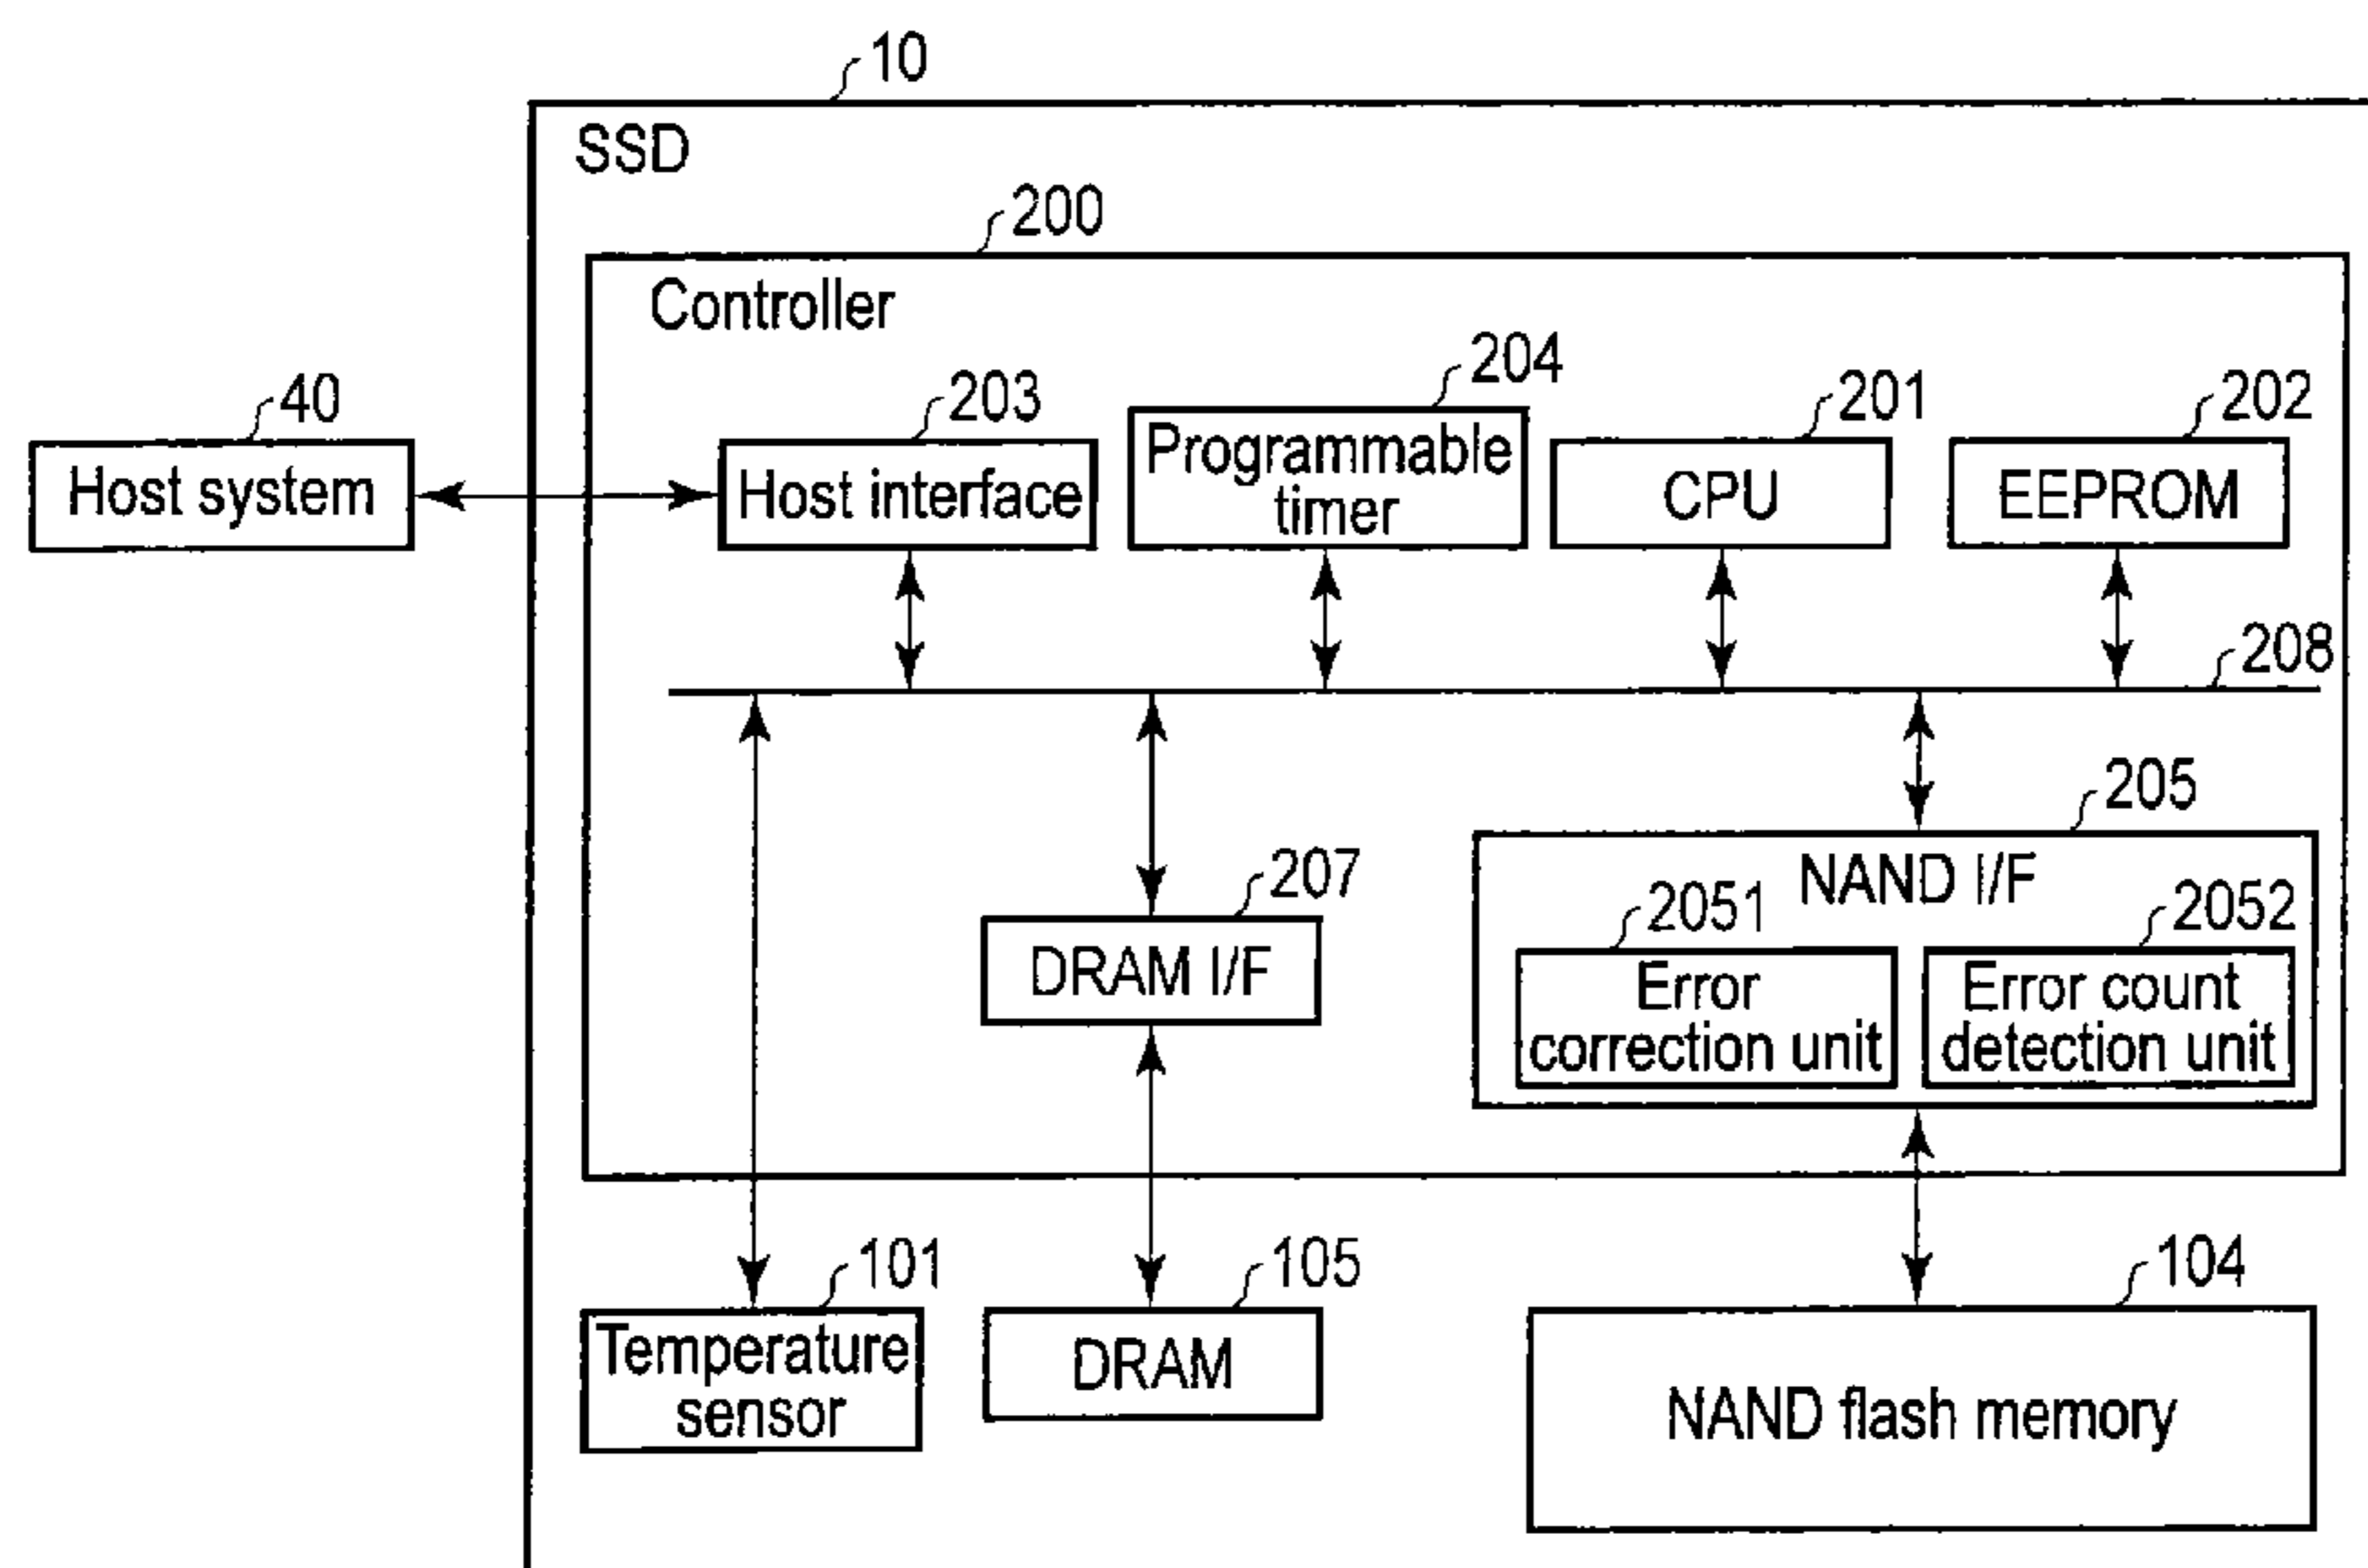 10
SSD
200
Controller
40
Host system
203
Host interface
204
Programmable
timer
201
CPU
202
EEPROM
208
205
NAND I/F
207
DRAM I/F
2051
Error
correction unit
2052
Error count
detection unit
101
Temperature
sensor
105
DRAM
104
NAND flash memory